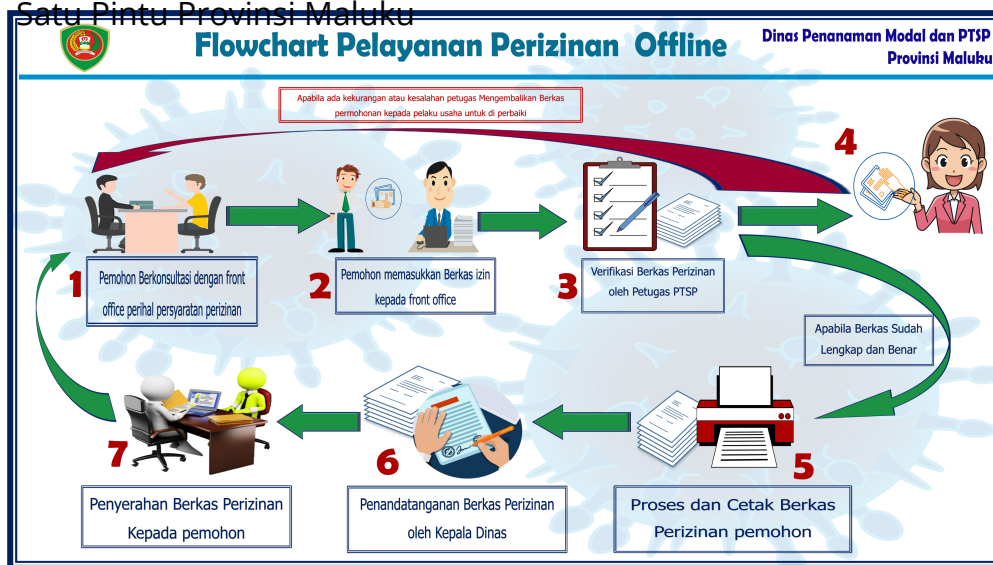 Satu Pintu Provinsi Maluku
Flowchart Pelayanan Perizinan Offline
Dinas Penanaman Modal dan PTSP
Provinsi Maluku
Apabila ada kekurangan atau kesalahan petugas Mengembalikan Berkas
permohonan kepada pelaku usaha untuk di perbaiki
1
Pemohon Berkonsultasi dengan front
office perihal persyaratan perizinan
2
Pemohon memasukkan Berkas izin
kepada front office
3
Verifikasi Berkas Perizinan
oleh Petugas PTSP
4
Apabila Berkas Sudah
Lengkap dan Benar
5
Proses dan Cetak Berkas
Perizinan pemohon
6
Penandatanganan Berkas Perizinan
oleh Kepala Dinas
7
Penyerahan Berkas Perizinan
Kepada pemohon